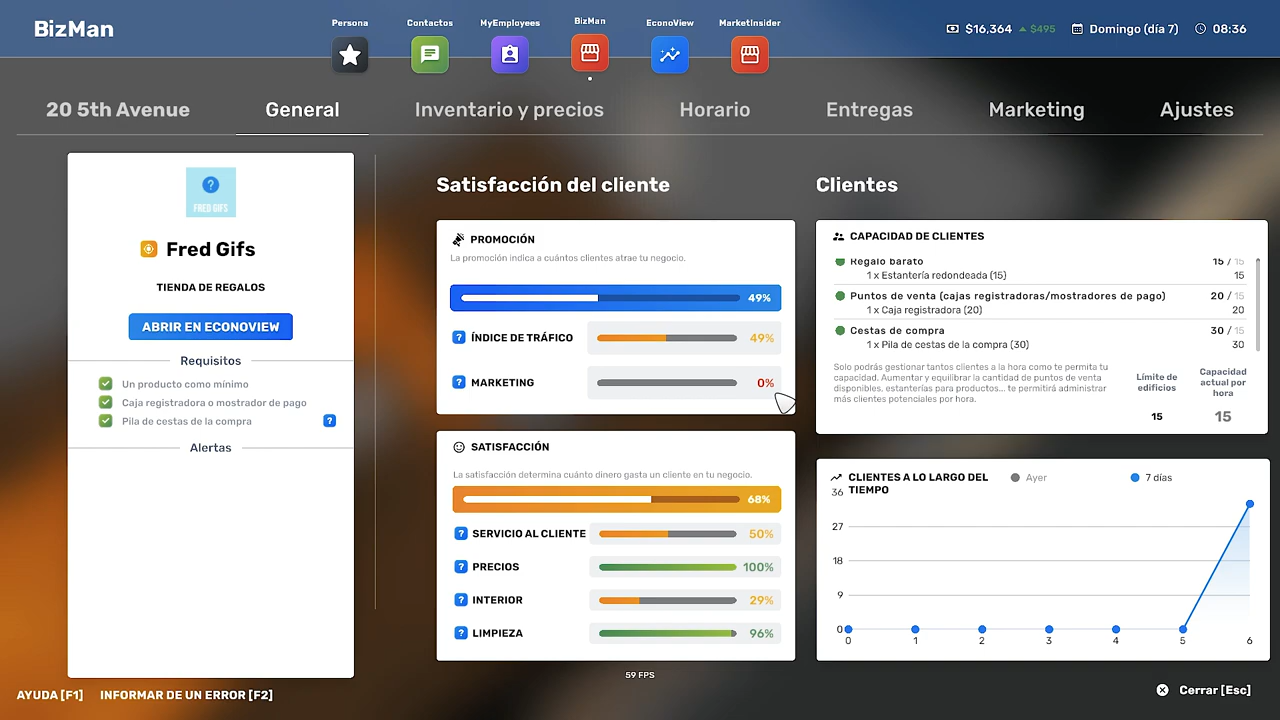 BizMan
Persona
Contactos
MyEmployees
BizMan
EconoView
MarketInsider
$16,364 $495
Domingo (día 7)
08:36
20 5th Avenue
General
Inventario y precios
Horario
Entregas
Marketing
Ajustes
?
FRED GIFS
Fred Gifs
TIENDA DE REGALOS
ABRIR EN ECONOVIEW
Requisitos
Un producto como mínimo
Caja registradora o mostrador de pago
Pila de cestas de la compra ?
Alertas
Satisfacción del cliente
PROMOCIÓN
La promoción indica a cuántos clientes atrae tu negocio.
49%
? ÍNDICE DE TRÁFICO 49%
? MARKETING 0%
SATISFACCIÓN
La satisfacción determina cuánto dinero gasta un cliente en tu negocio.
68%
? SERVICIO AL CLIENTE 50%
? PRECIOS 100%
? INTERIOR 29%
? LIMPIEZA 96%
Clientes
CAPACIDAD DE CLIENTES
Regalo barato 15 / 15
1 x Estantería redondeada (15) 15
Puntos de venta (cajas registradoras/mostradores de pago) 20 / 15
1 x Caja registradora (20) 20
Cestas de compra 30 / 15
1 x Pila de cestas de la compra (30) 30
Solo podrás gestionar tantos clientes a la hora como te permita tu
capacidad. Aumentar y equilibrar la cantidad de puntos de venta
disponibles, estanterías para productos... te permitirá administrar
más clientes potenciales por hora.
Límite de
edificios
15
Capacidad
actual por
hora
15
CLIENTES A LO LARGO DEL
TIEMPO
Ayer
7 días
36
27
18
9
0
0 1 2 3 4 5 6
59 FPS
AYUDA [F1]
INFORMAR DE UN ERROR [F2]
Cerrar [Esc]